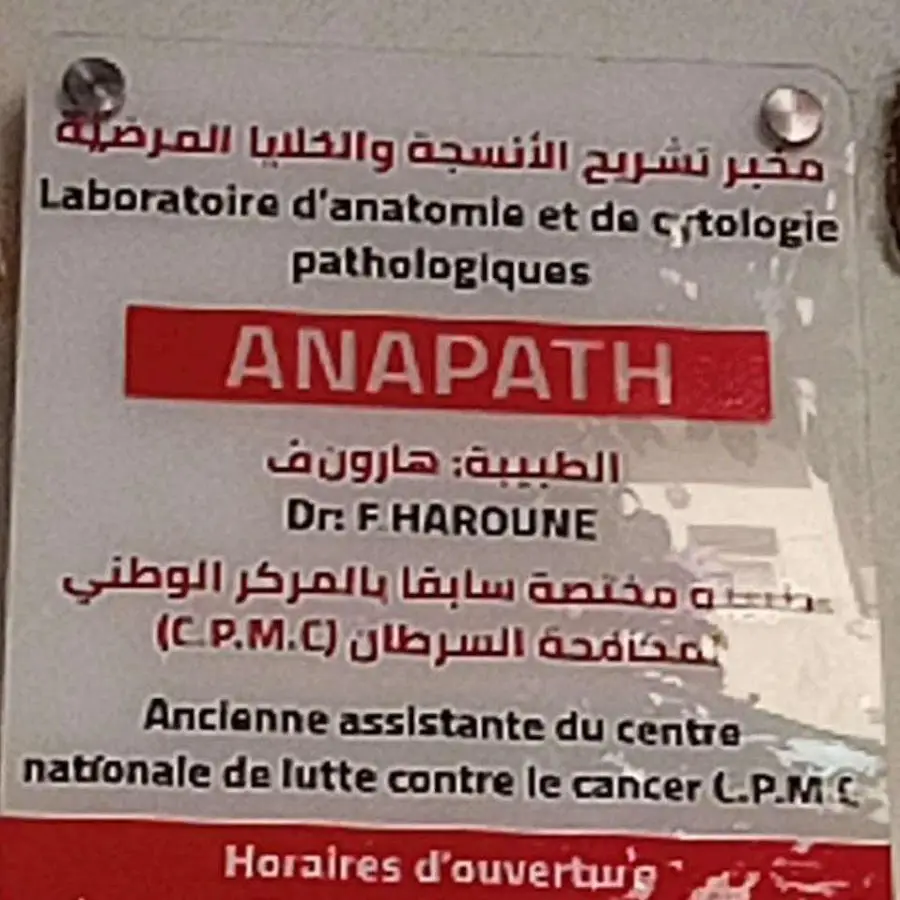 مخبر تشريح الأنسجة والخلايا المرضية
Laboratoire d'anatomie et de cytologie
pathologiques
ANAPATH
الطبيبة: هارون ف
Dr: F.HAROUNE
طبيبة مختصة سابقا بالمركز الوطني
لمكافحة السرطان (C.P.M.C)
Ancienne assistante du centre
nationale de lutte contre le cancer C.P.M.C
Horaires d'ouverture